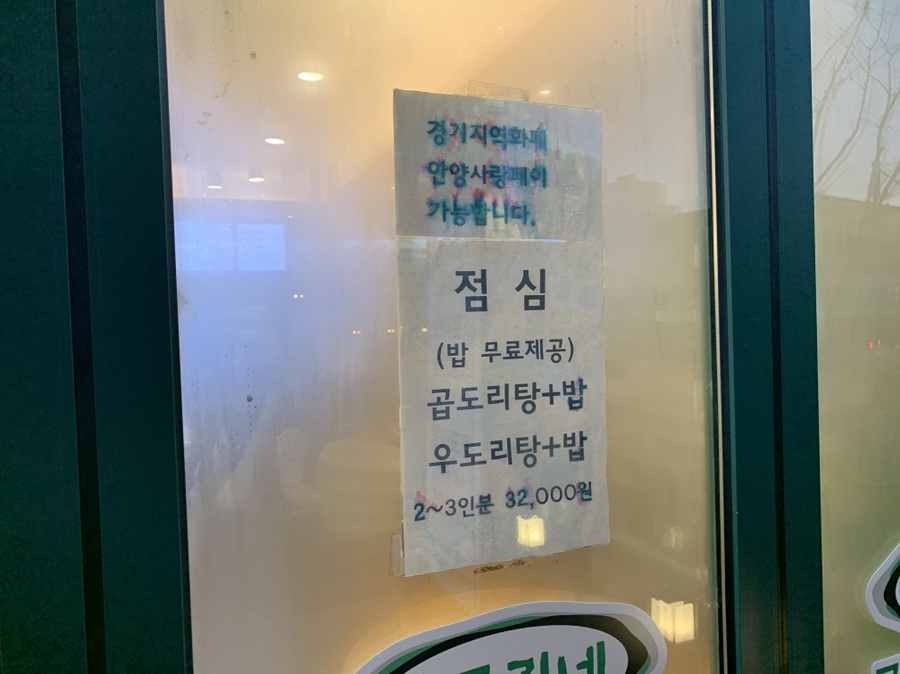 경기지역화폐
안양사랑페이
가능합니다.
점 심
(밥 무료제공)
곱도리탕+밥
우도리탕+밥
2~3인분 32,000원